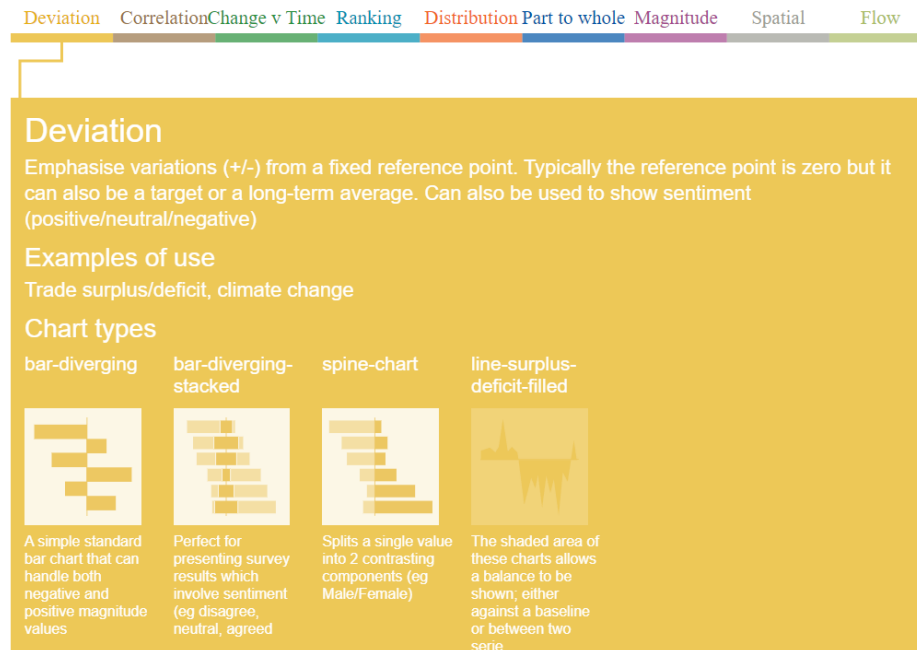 Deviation Correlation Change v Time Ranking Distribution Part to whole Magnitude Spatial Flow
Deviation
Emphasise variations (+/-) from a fixed reference point. Typically the reference point is zero but it
can also be a target or a long-term average. Can also be used to show sentiment
(positive/neutral/negative)
Examples of use
Trade surplus/deficit, climate change
Chart types
bar-diverging
A simple standard
bar chart that can
handle both
negative and
positive magnitude
values
bar-diverging-
stacked
Perfect for
presenting survey
results which
involve sentiment
(eg disagree,
neutral, agreed
spine-chart
Splits a single value
into 2 contrasting
components (eg
Male/Female)
line-surplus-
deficit-filled
The shaded area of
these charts allows
a balance to be
shown; either
against a baseline
or between two
serie